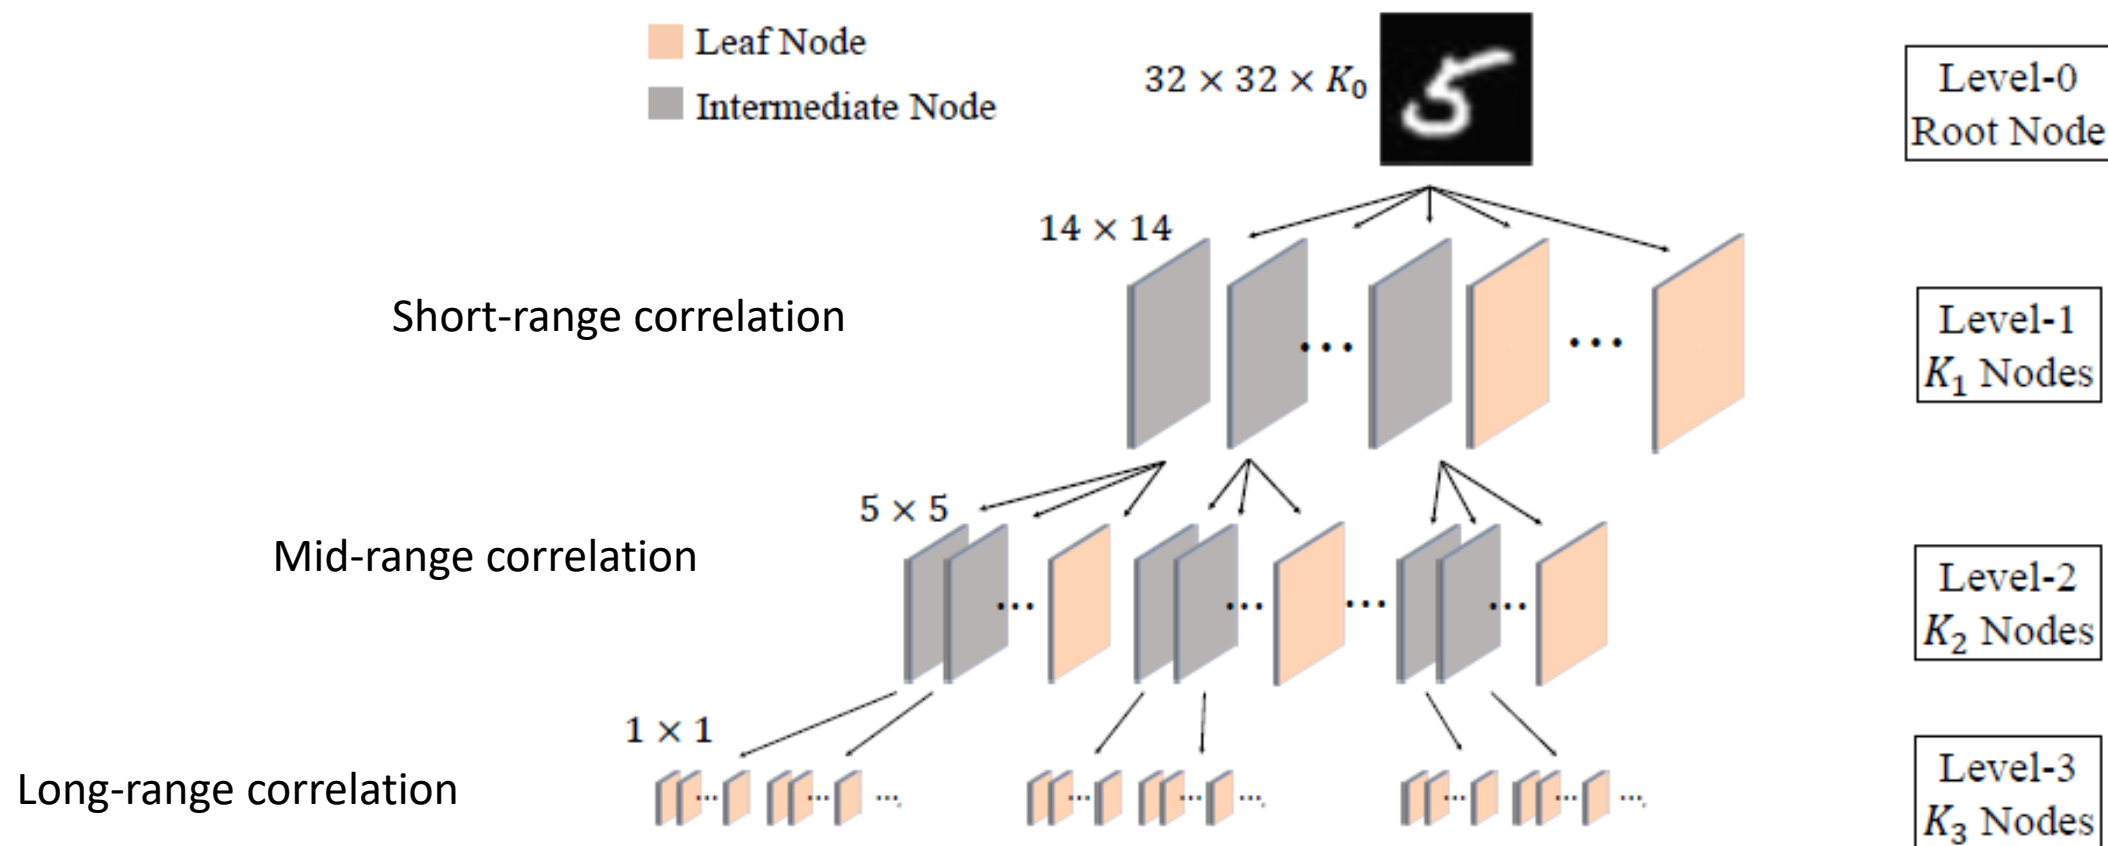 Leaf Node
Intermediate Node
32 × 32 × K₀
Level-0
Root Node
14 × 14
Short-range correlation
Level-1
K₁ Nodes
5 × 5
Mid-range correlation
Level-2
K₂ Nodes
1 × 1
Long-range correlation
Level-3
K₃ Nodes